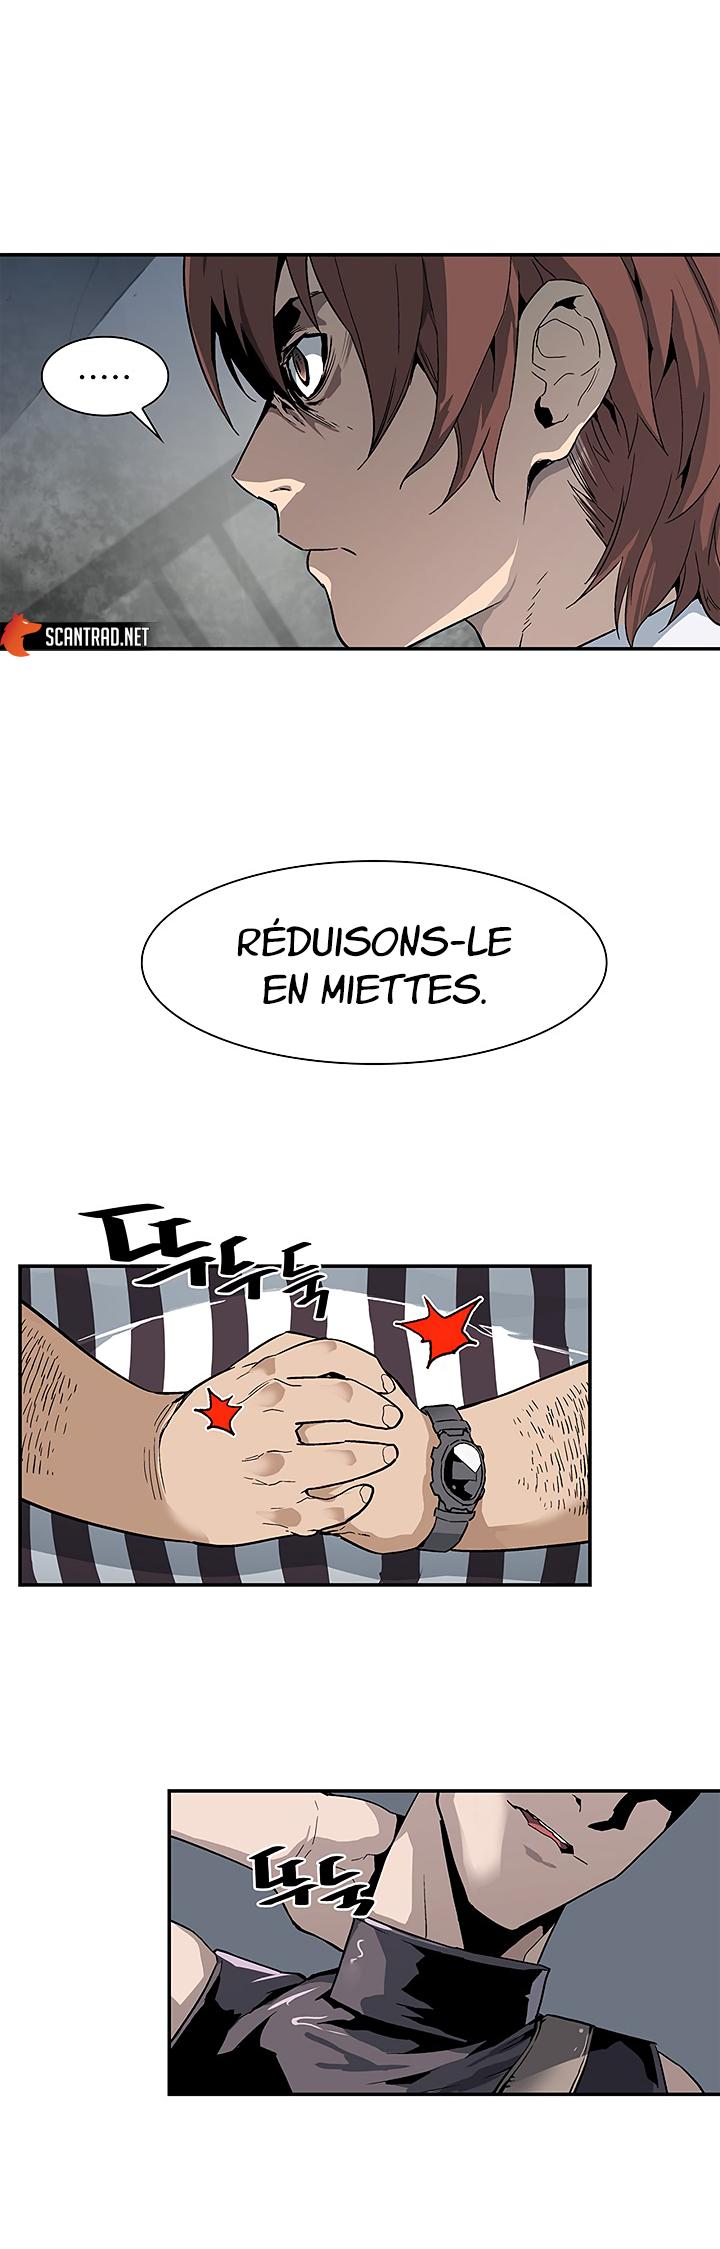 .....
SCANTRAD.NET
RÉDUISONS-LE
EN MIETTES.
뚜두둑
뚜둑